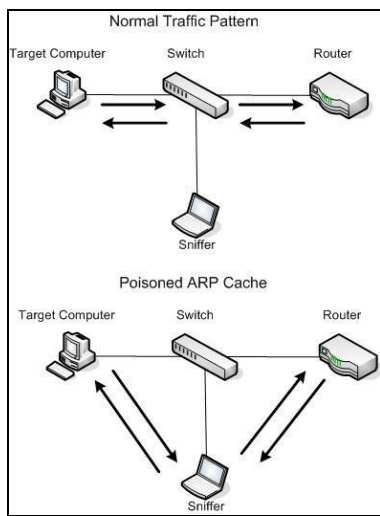 Normal Traffic Pattern
Target Computer Switch Router
Sniffer
Poisoned ARP Cache
Target Computer Switch Router
Sniffer